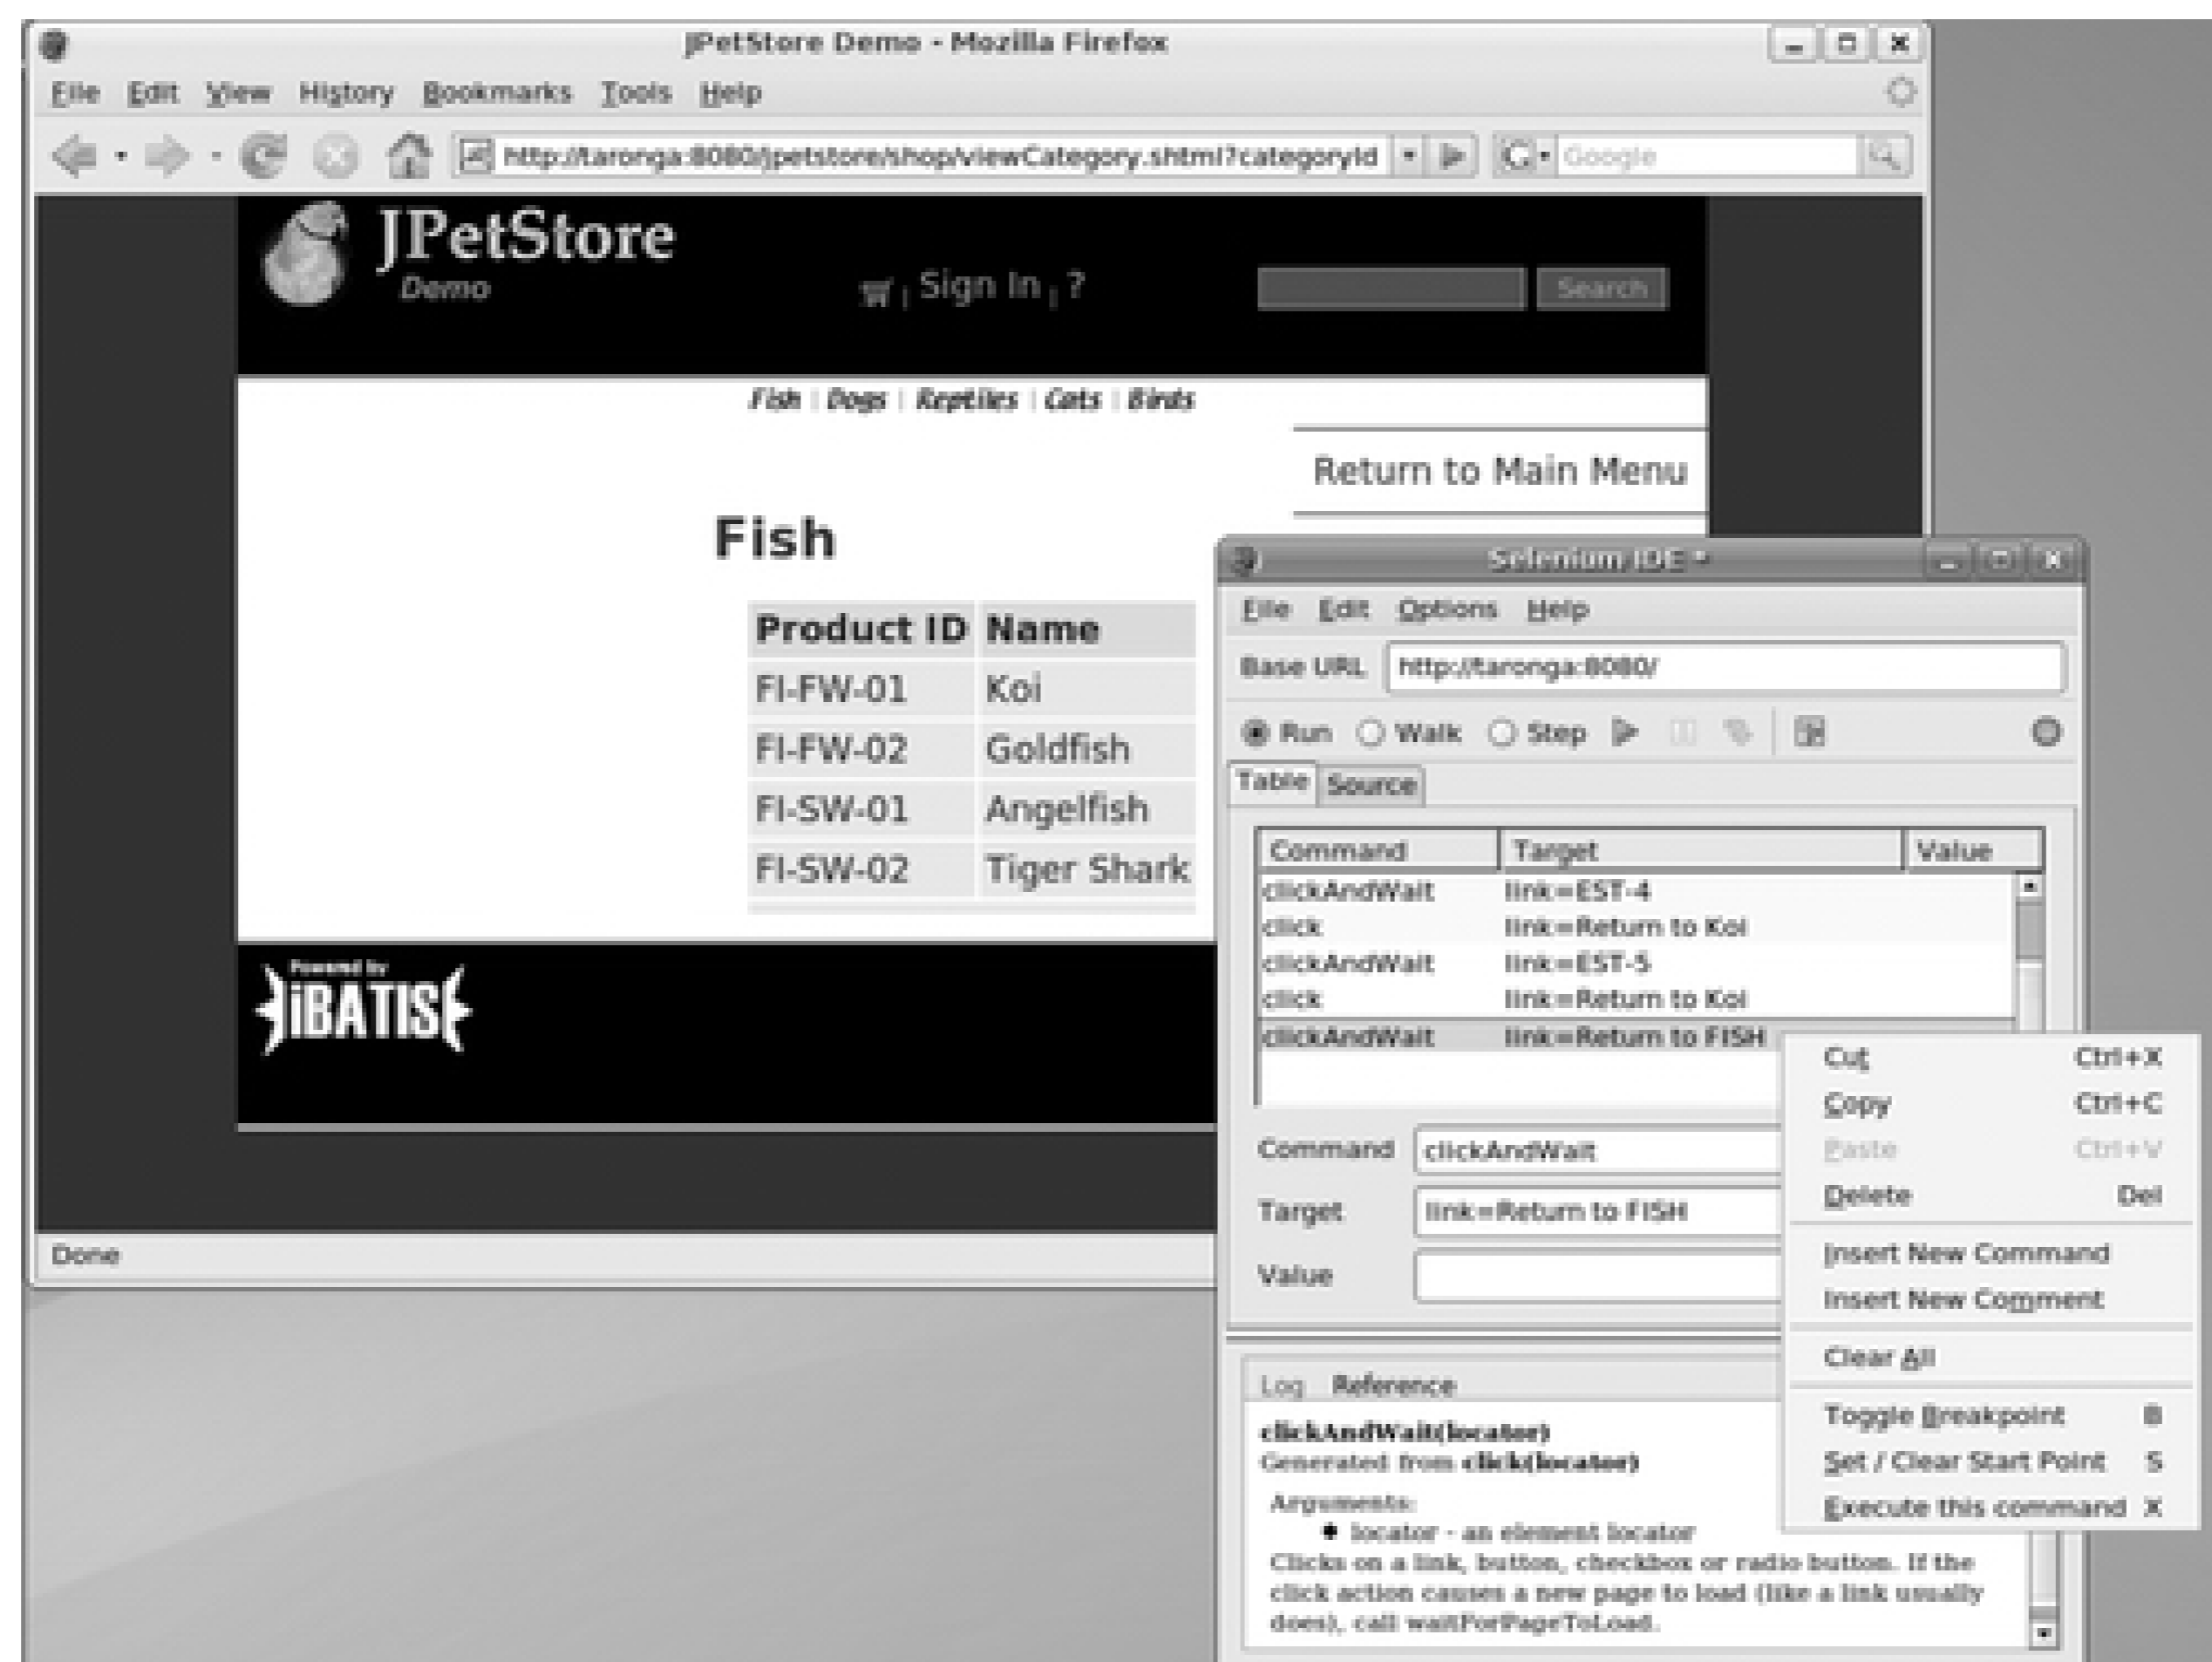 JPetStore Demo - Mozilla Firefox
File Edit View History Bookmarks Tools Help
http://taronga:8080/jpetstore/shop/viewCategory.shtml?categoryId
Google
JPetStore
Demo
Sign In | ?
Search
Fish | Dogs | Reptiles | Cats | Birds
Return to Main Menu
Fish
Product ID Name
FI-FW-01 Koi
FI-FW-02 Goldfish
FI-SW-01 Angelfish
FI-SW-02 Tiger Shark
Powered by
iBATIS
Done
Selenium IDE *
File Edit Options Help
Base URL http://taronga:8080/
Run Walk Step
Table Source
Command Target Value
clickAndWait link=EST-4
click link=Return to Koi
clickAndWait link=EST-5
click link=Return to Koi
clickAndWait link=Return to FISH
Command clickAndWait
Target link=Return to FISH
Value
Log Reference
clickAndWait(locator)
Generated from click(locator)
Arguments:
• locator - an element locator
Clicks on a link, button, checkbox or radio button. If the
click action causes a new page to load (like a link usually
does), call waitForPageToLoad.
Cut Ctrl+X
Copy Ctrl+C
Paste Ctrl+V
Delete Del
Insert New Command
Insert New Comment
Clear All
Toggle Breakpoint B
Set / Clear Start Point S
Execute this command X